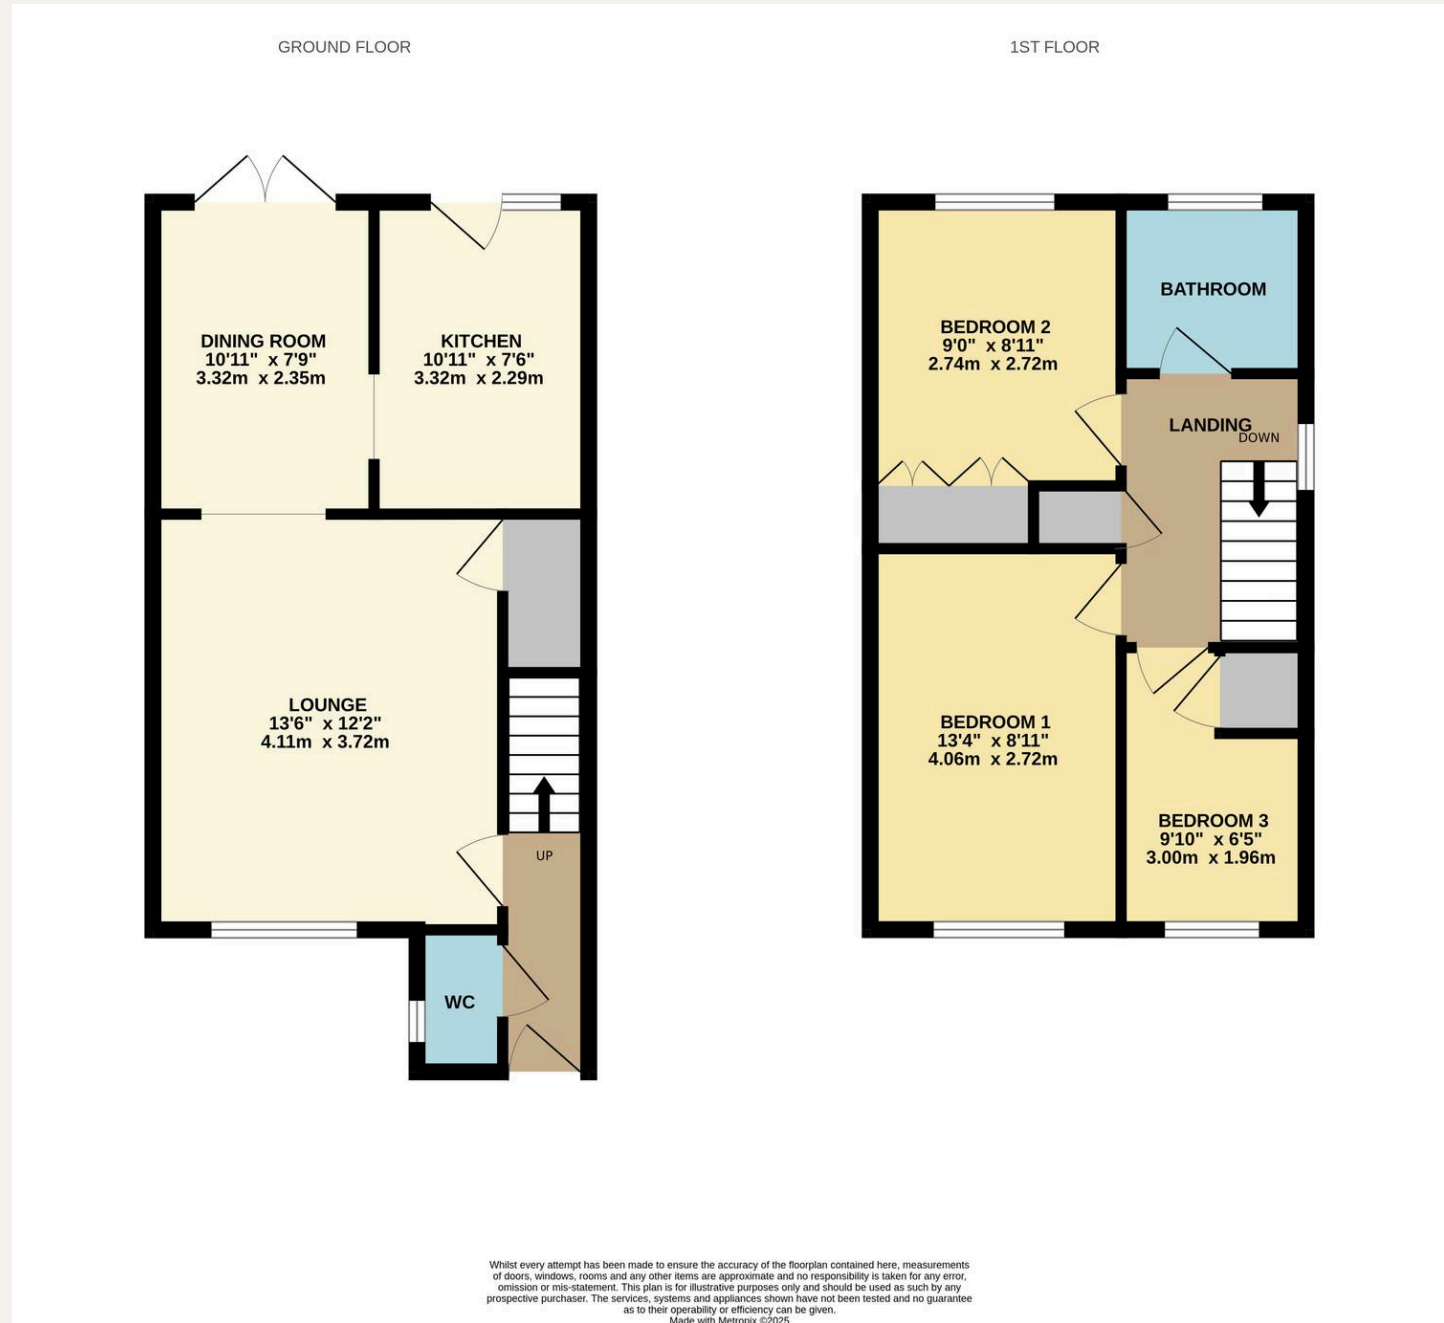 GROUND FLOOR
1ST FLOOR
DINING ROOM
10'11" x 7'9"
3.32m x 2.35m
KITCHEN
10'11" x 7'6"
3.32m x 2.29m
LOUNGE
13'6" x 12'2"
4.11m x 3.72m
UP
WC
BEDROOM 2
9'0" x 8'11"
2.74m x 2.72m
BATHROOM
LANDING
DOWN
BEDROOM 1
13'4" x 8'11"
4.06m x 2.72m
BEDROOM 3
9'10" x 6'5"
3.00m x 1.96m
Whilst every attempt has been made to ensure the accuracy of the floorplan contained here, measurements
of doors, windows, rooms and any other items are approximate and no responsibility is taken for any error,
omission or mis-statement. This plan is for illustrative purposes only and should be used as such by any
prospective purchaser. The services, systems and appliances shown have not been tested and no guarantee
as to their operability or efficiency can be given.
Made with Metropix ©2025